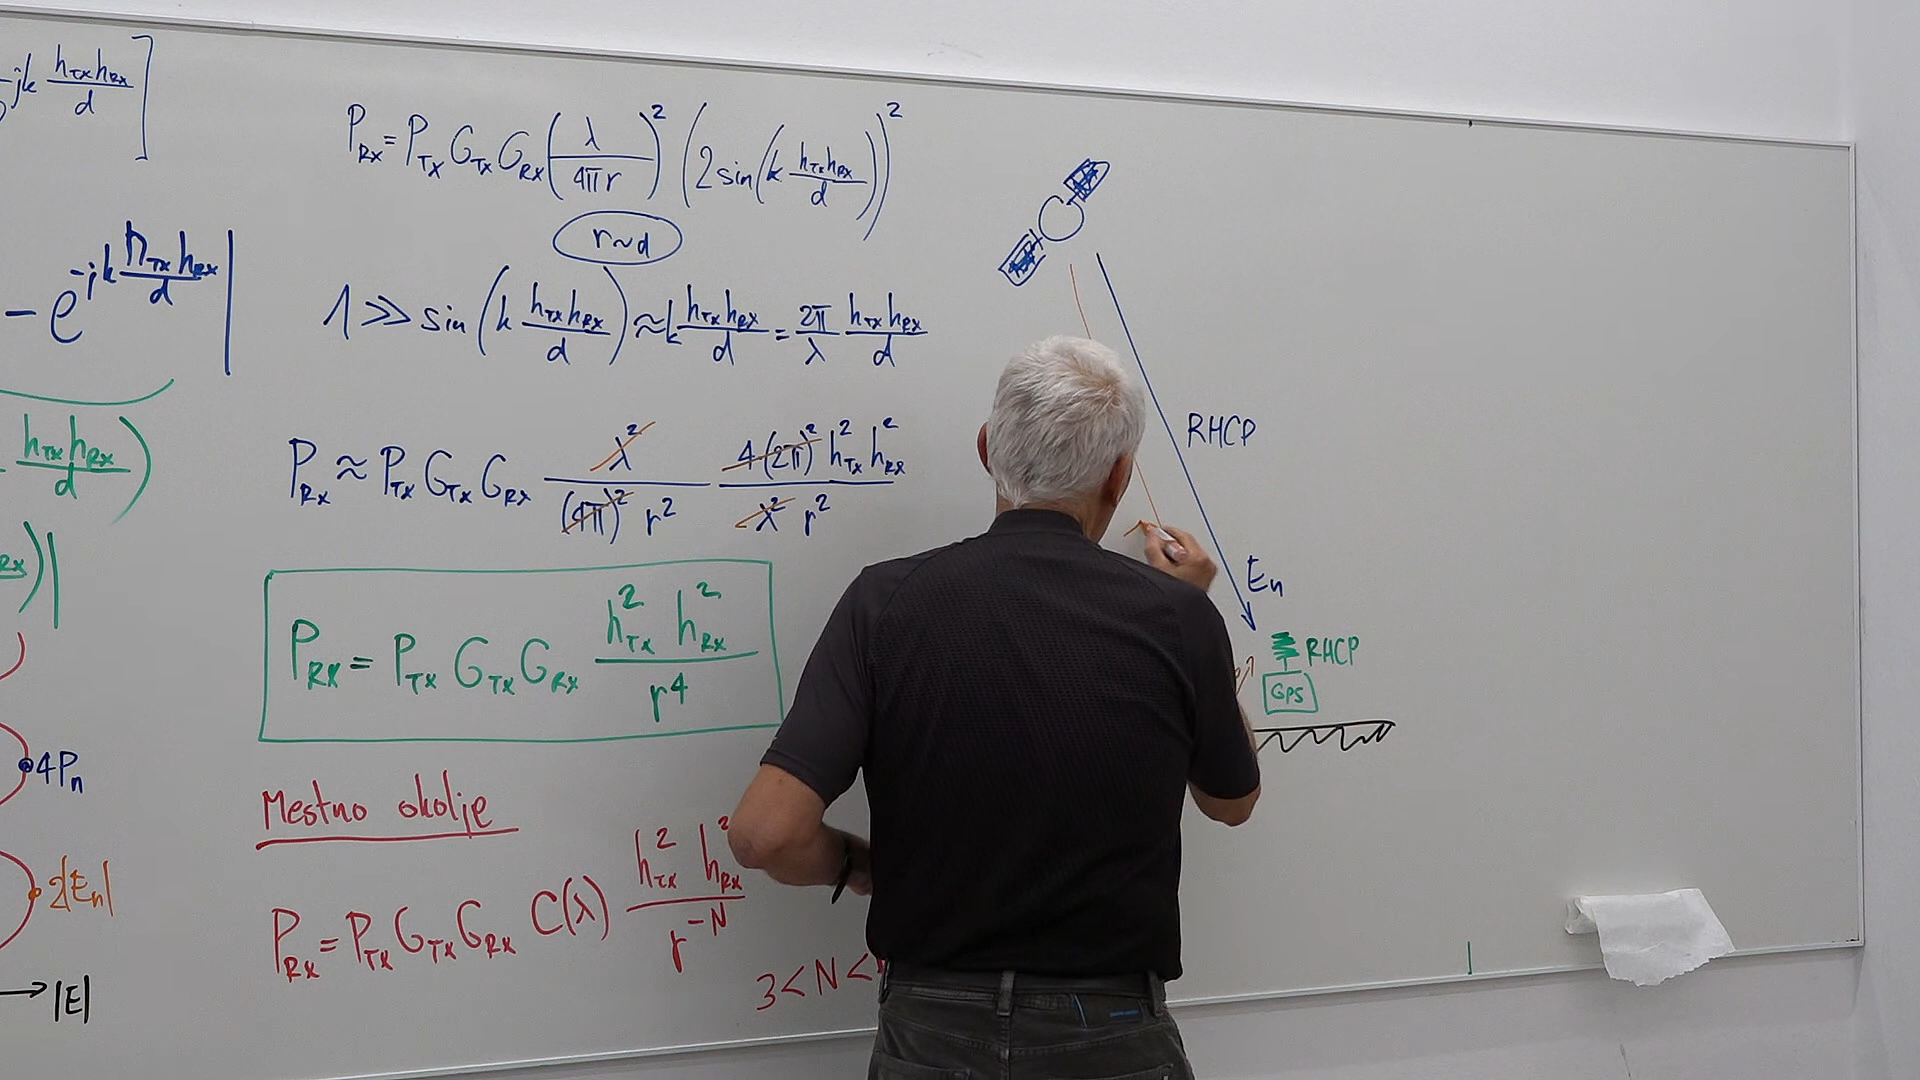 -jk h_TX h_RX / d ]
- e^{-jk h_TX h_RX / d} |
h_TX h_RX / d )
RX)|
4P_n
2|E_n|
→ |E|
P_RX = P_TX G_TX G_RX (λ / 4πr)² (2 sin(k h_TX h_RX / d))²
r~d
1 ≫ sin(k h_TX h_RX / d) ≈ k h_TX h_RX / d = 2π/λ h_TX h_RX / d
P_RX ≈ P_TX G_TX G_RX λ² / (4π)² r² 4(2π)² h²_TX h²_RX / λ² r²
P_RX = P_TX G_TX G_RX h²_TX h²_RX / r⁴
Mestno okolje
P_RX = P_TX G_TX G_RX C(λ) h²_TX h²_RX / r^{-N}
3 < N <
RHCP
E_n
RHCP
GPS